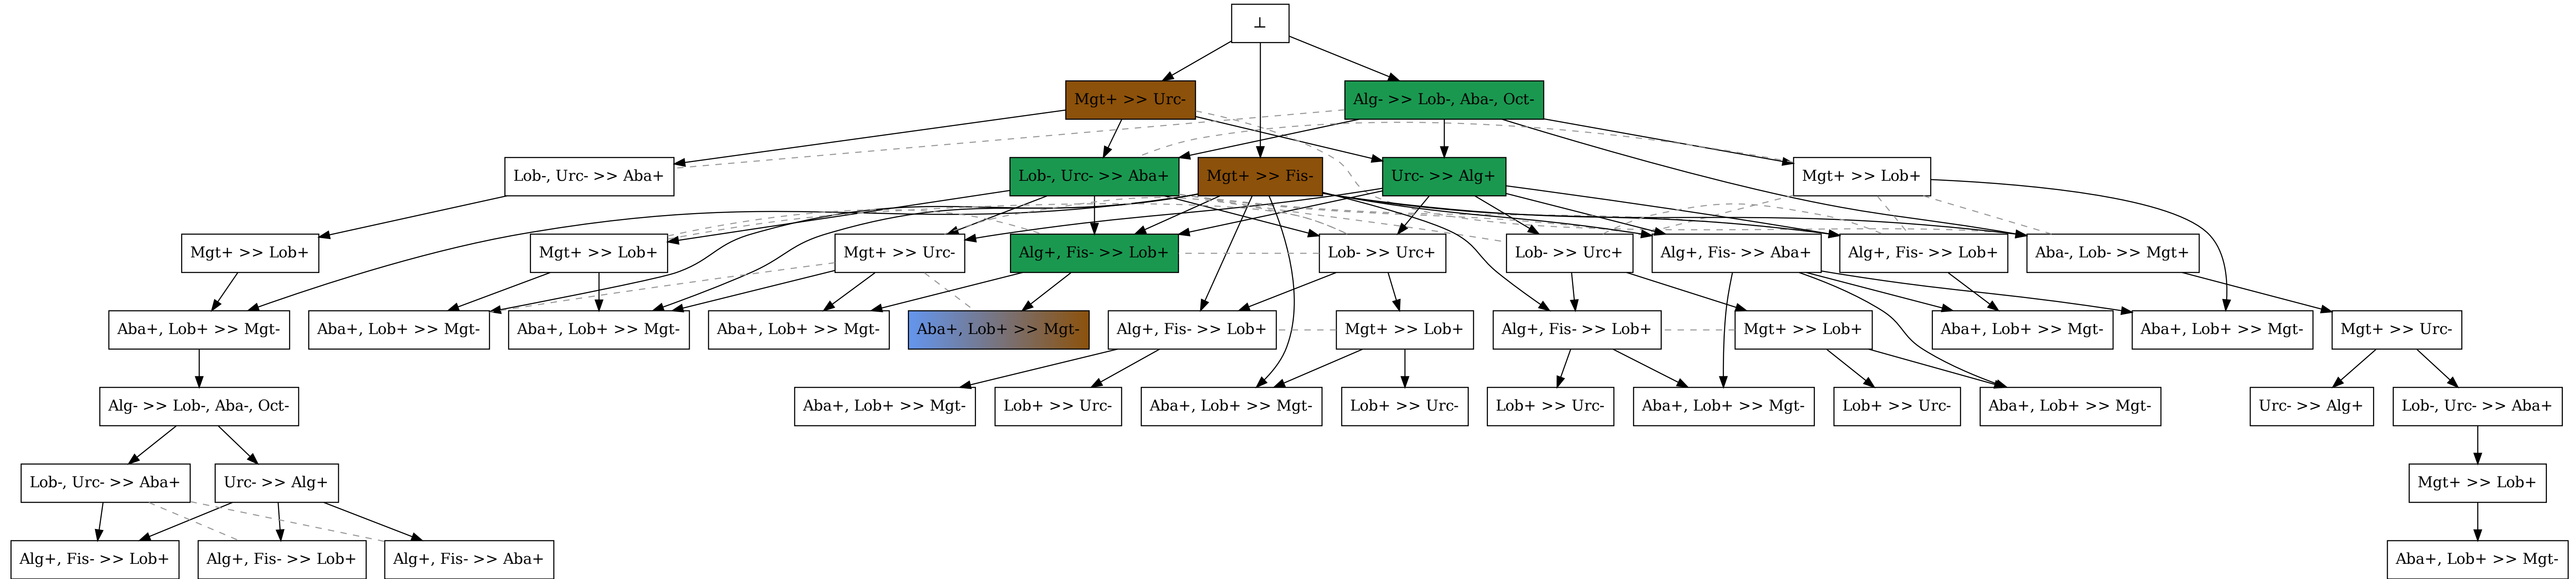 ⊥
Mgt+ >> Urc-
Alg- >> Lob-, Aba-, Oct-
Lob-, Urc- >> Aba+
Lob-, Urc- >> Aba+
Mgt+ >> Fis-
Urc- >> Alg+
Mgt+ >> Lob+
Mgt+ >> Lob+
Mgt+ >> Lob+
Mgt+ >> Urc-
Alg+, Fis- >> Lob+
Lob- >> Urc+
Lob- >> Urc+
Alg+, Fis- >> Aba+
Alg+, Fis- >> Lob+
Aba-, Lob- >> Mgt+
Aba+, Lob+ >> Mgt-
Aba+, Lob+ >> Mgt-
Aba+, Lob+ >> Mgt-
Aba+, Lob+ >> Mgt-
Aba+, Lob+ >> Mgt-
Alg+, Fis- >> Lob+
Mgt+ >> Lob+
Alg+, Fis- >> Lob+
Mgt+ >> Lob+
Aba+, Lob+ >> Mgt-
Aba+, Lob+ >> Mgt-
Mgt+ >> Urc-
Alg- >> Lob-, Aba-, Oct-
Aba+, Lob+ >> Mgt-
Lob+ >> Urc-
Aba+, Lob+ >> Mgt-
Lob+ >> Urc-
Lob+ >> Urc-
Aba+, Lob+ >> Mgt-
Lob+ >> Urc-
Aba+, Lob+ >> Mgt-
Urc- >> Alg+
Lob-, Urc- >> Aba+
Lob-, Urc- >> Aba+
Urc- >> Alg+
Mgt+ >> Lob+
Alg+, Fis- >> Lob+
Alg+, Fis- >> Lob+
Alg+, Fis- >> Aba+
Aba+, Lob+ >> Mgt-